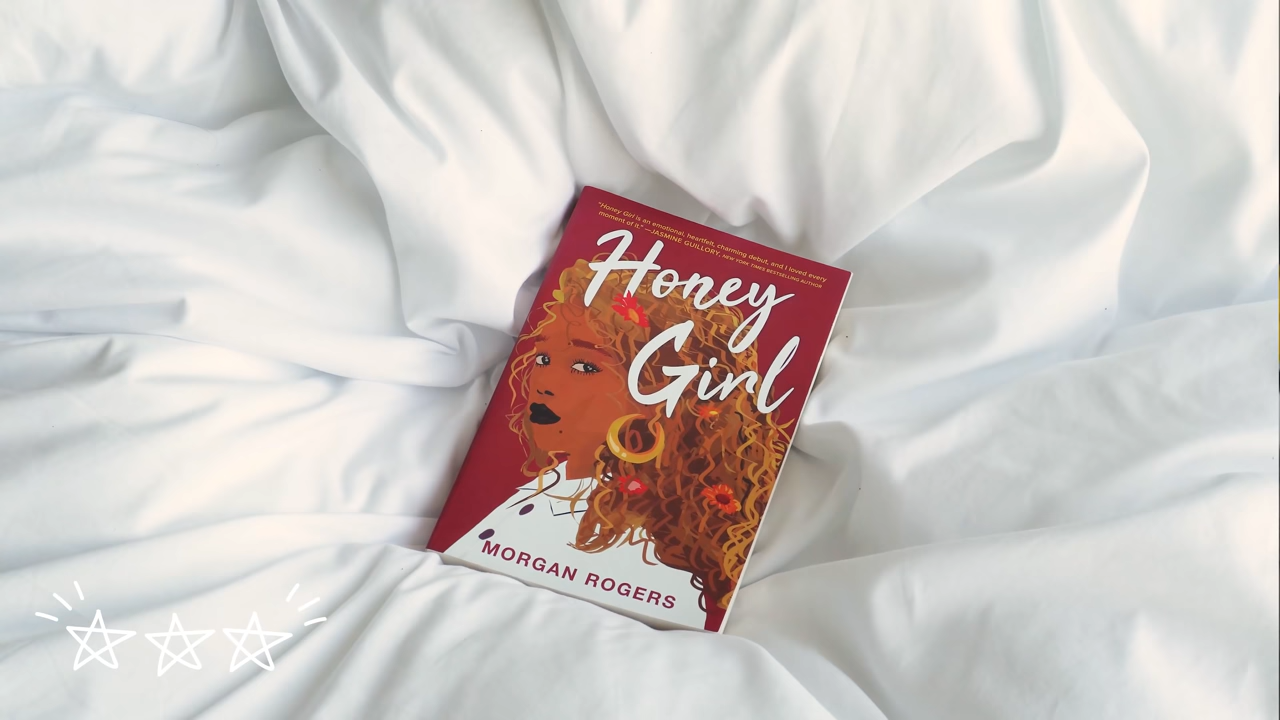 "Honey Girl is an emotional, heartfelt, charming debut, and I loved every
moment of it." —JASMINE GUILLORY, NEW YORK TIMES BESTSELLING AUTHOR
Honey
Girl
MORGAN ROGERS